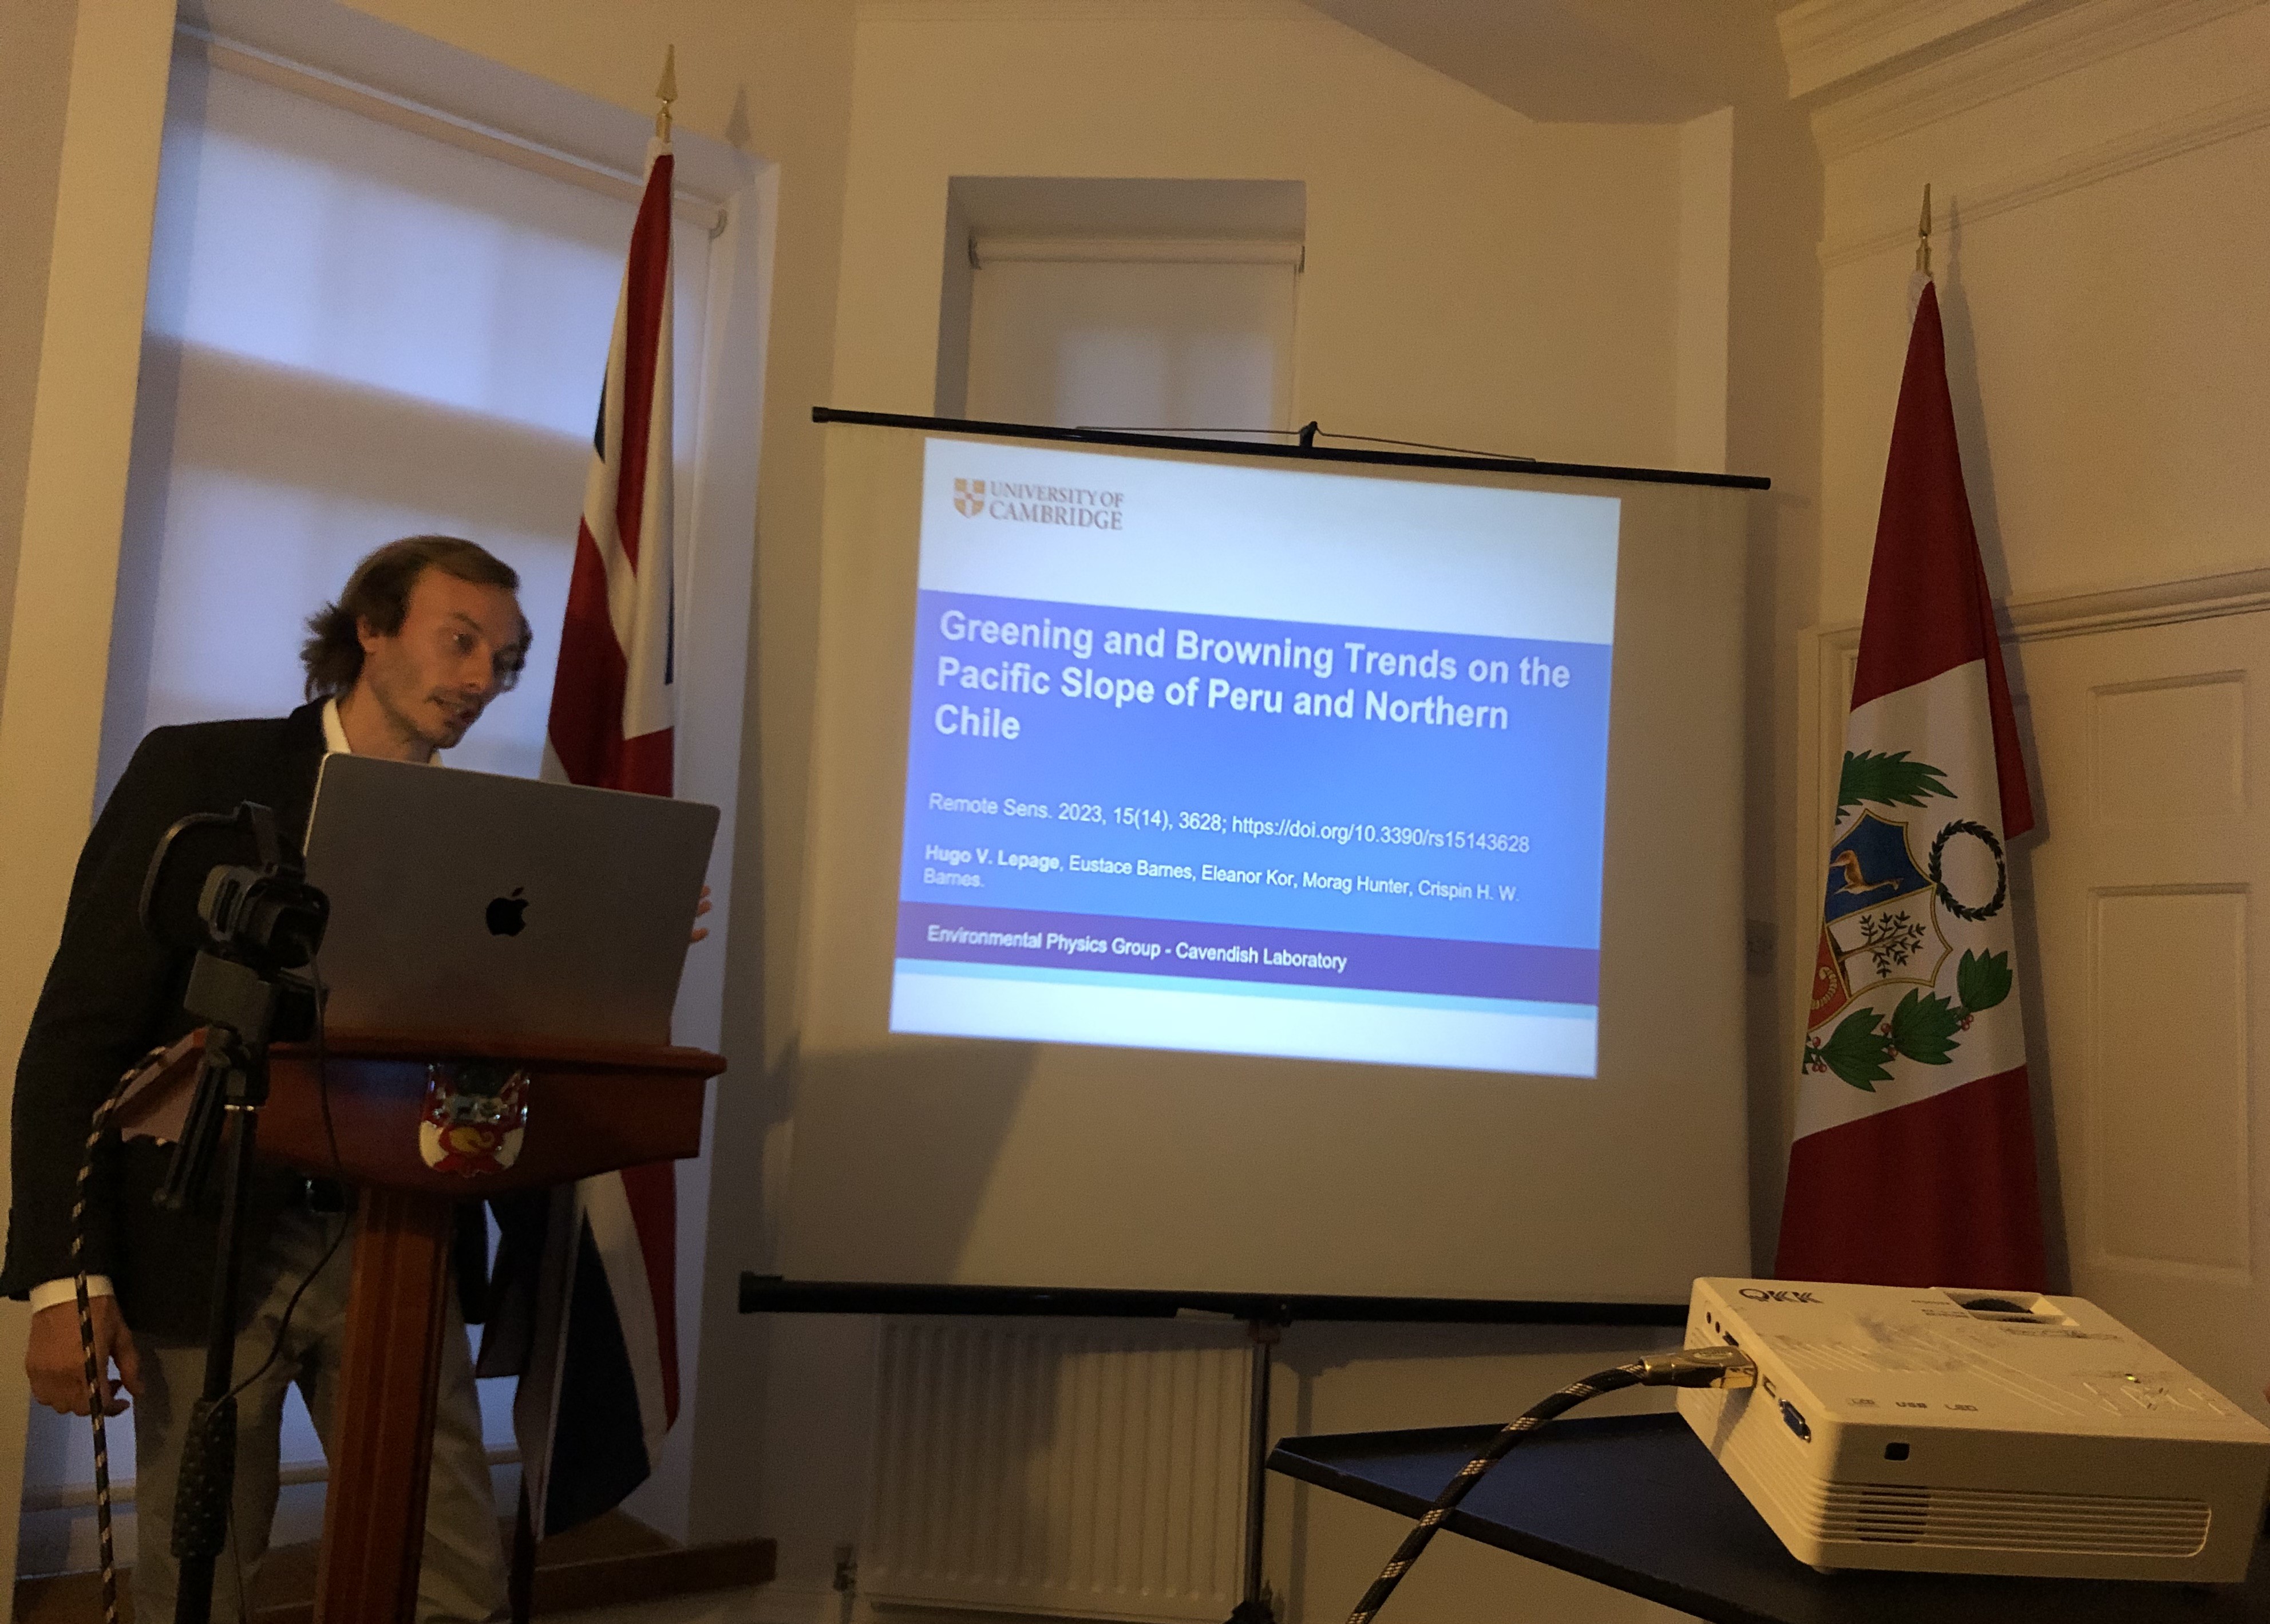 UNIVERSITY OF
CAMBRIDGE
Greening and Browning Trends on the
Pacific Slope of Peru and Northern
Chile
Remote Sens. 2023, 15(14), 3628; https://doi.org/10.3390/rs15143628
Hugo V. Lepage, Eustace Barnes, Eleanor Kor, Morag Hunter, Crispin H. W.
Barnes.
Environmental Physics Group - Cavendish Laboratory
QKK
USB